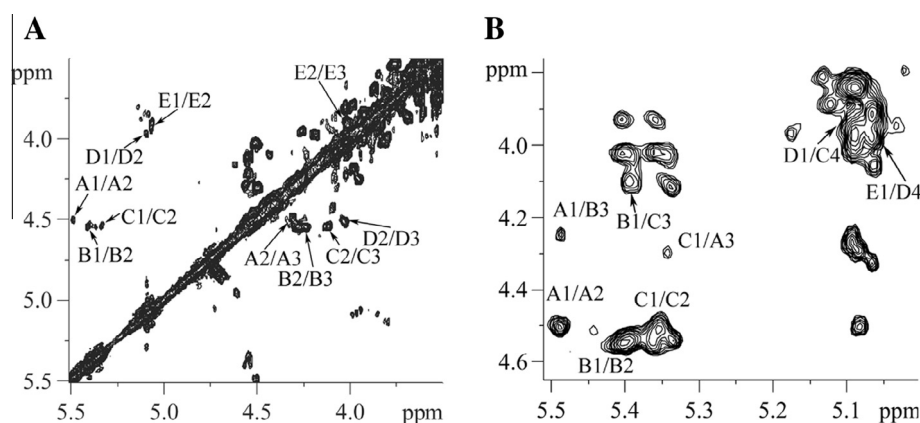 A
ppm
E2/E3
E1/E2
4.0
D1/D2
A1/A2
4.5
C1/C2
B1/B2
D2/D3
A2/A3
C2/C3
B2/B3
5.0
5.5
5.5 5.0 4.5 4.0 ppm
B
ppm
4.0
D1/C4
E1/D4
B1/C3
4.2
A1/B3
C1/A3
4.4
A1/A2
C1/C2
B1/B2
4.6
5.5 5.4 5.3 5.2 5.1 ppm